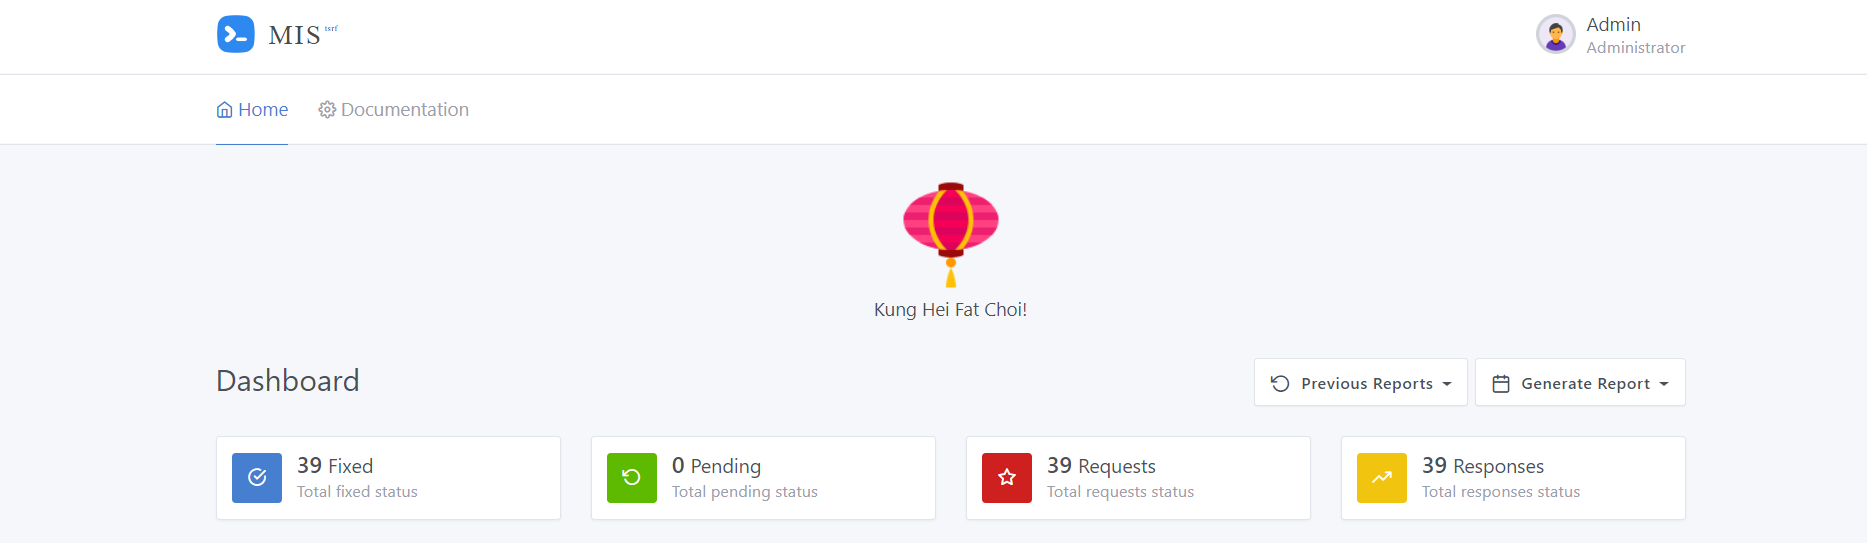 MIS tsrf
Admin
Administrator
Home
Documentation
Kung Hei Fat Choi!
Dashboard
Previous Reports
Generate Report
39 Fixed
Total fixed status
0 Pending
Total pending status
39 Requests
Total requests status
39 Responses
Total responses status